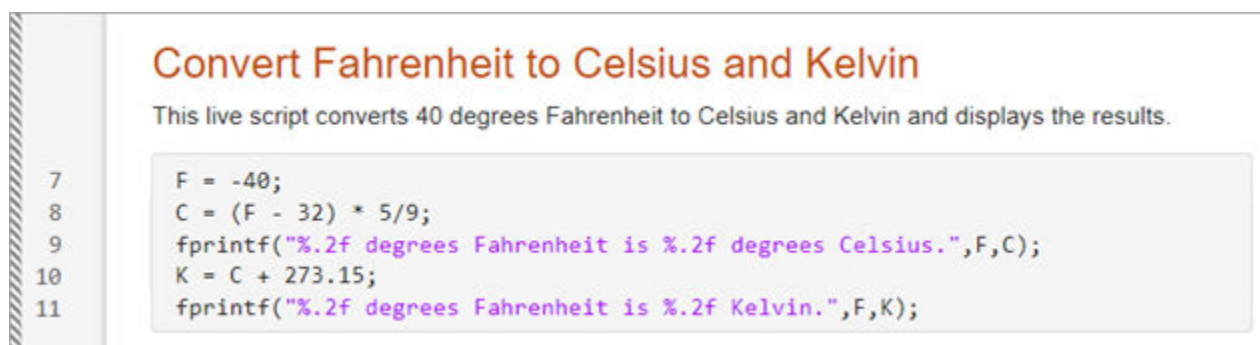 Convert Fahrenheit to Celsius and Kelvin
This live script converts 40 degrees Fahrenheit to Celsius and Kelvin and displays the results.
7 F = -40;
8 C = (F - 32) * 5/9;
9 fprintf("%.2f degrees Fahrenheit is %.2f degrees Celsius.",F,C);
10 K = C + 273.15;
11 fprintf("%.2f degrees Fahrenheit is %.2f Kelvin.",F,K);